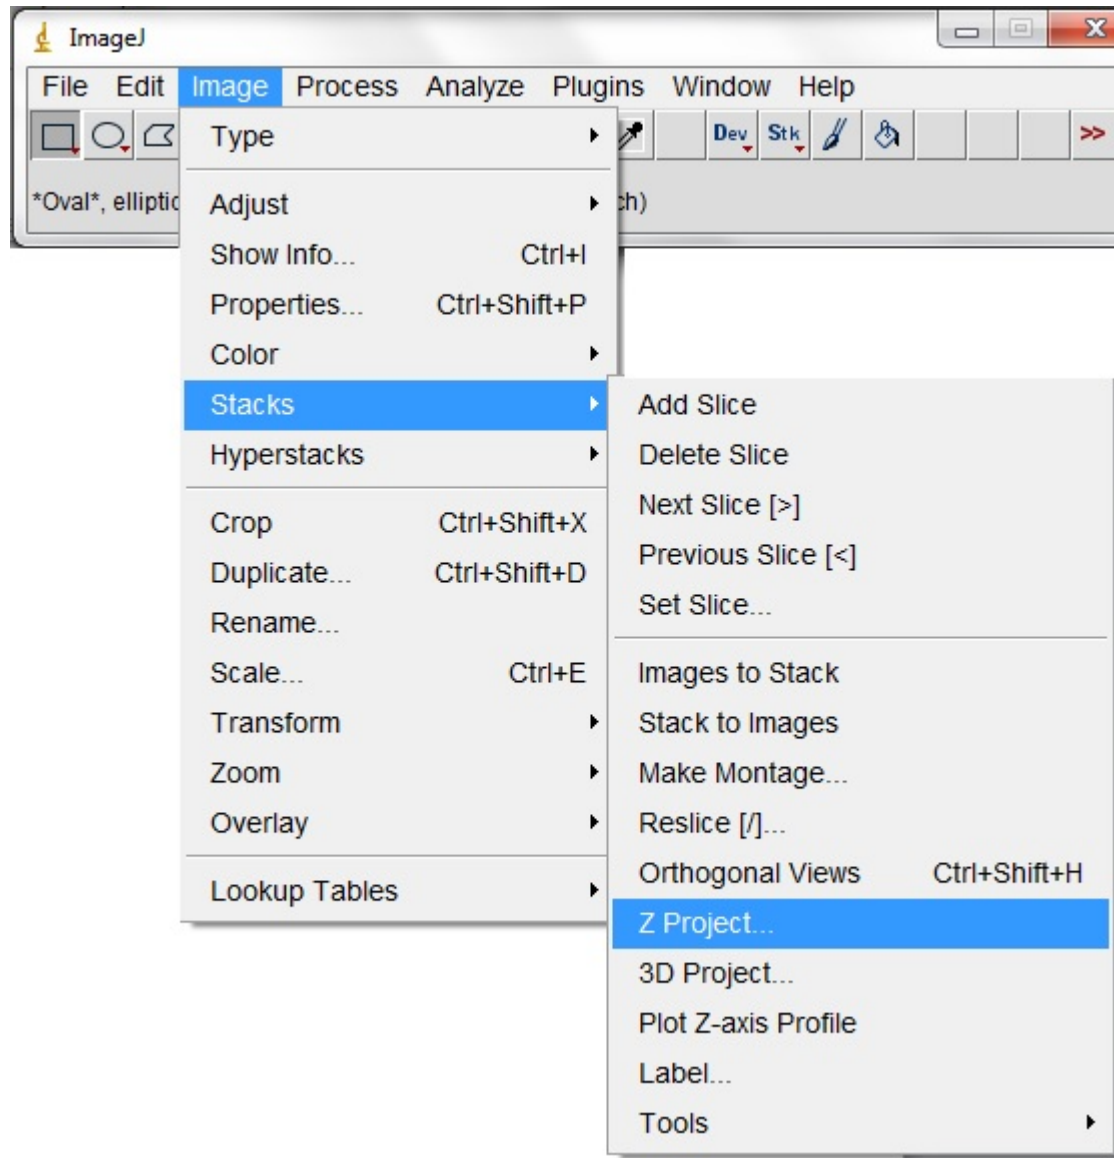 ImageJ
File Edit Image Process Analyze Plugins Window Help
Dev Stk >>
*Oval*, elliptic ch)
Type
Adjust
Show Info... Ctrl+I
Properties... Ctrl+Shift+P
Color
Stacks
Hyperstacks
Crop Ctrl+Shift+X
Duplicate... Ctrl+Shift+D
Rename...
Scale... Ctrl+E
Transform
Zoom
Overlay
Lookup Tables
Add Slice
Delete Slice
Next Slice [>]
Previous Slice [<]
Set Slice...
Images to Stack
Stack to Images
Make Montage...
Reslice [/]...
Orthogonal Views Ctrl+Shift+H
Z Project...
3D Project...
Plot Z-axis Profile
Label...
Tools